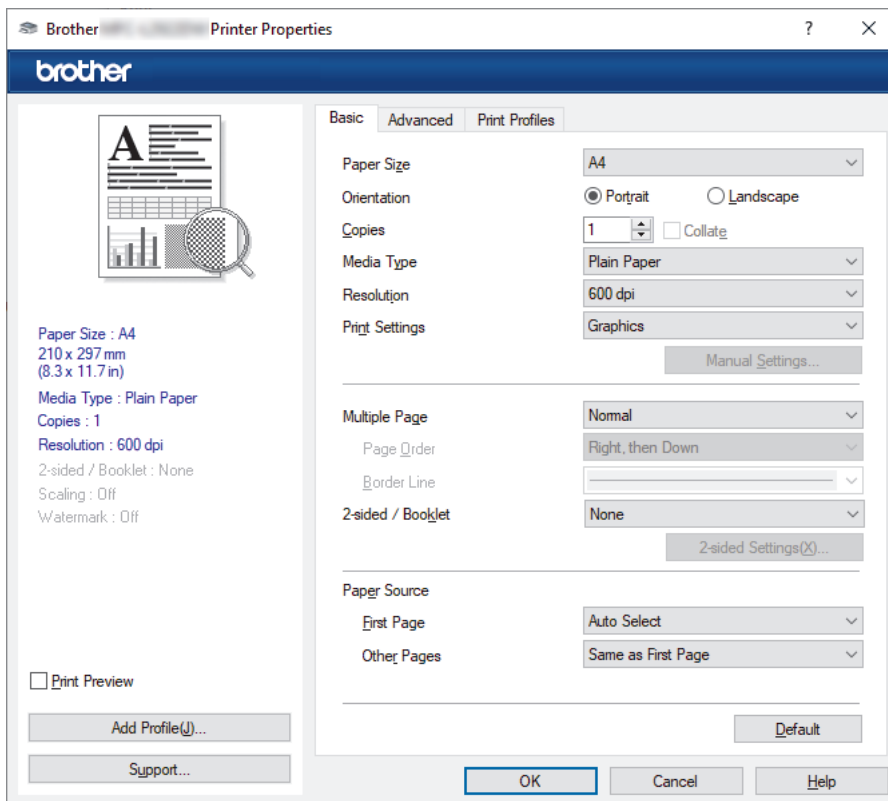 Brother Printer Properties
?
brother
A
Paper Size : A4
210 x 297 mm
(8.3 x 11.7 in)
Media Type : Plain Paper
Copies : 1
Resolution : 600 dpi
2-sided / Booklet : None
Scaling : Off
Watermark : Off
Print Preview
Add Profile(J)...
Support...
Basic Advanced Print Profiles
Paper Size A4
Orientation Portrait Landscape
Copies 1 Collate
Media Type Plain Paper
Resolution 600 dpi
Print Settings Graphics
Manual Settings...
Multiple Page Normal
Page Order Right, then Down
Border Line
2-sided / Booklet None
2-sided Settings(X)...
Paper Source
First Page Auto Select
Other Pages Same as First Page
Default
OK Cancel Help